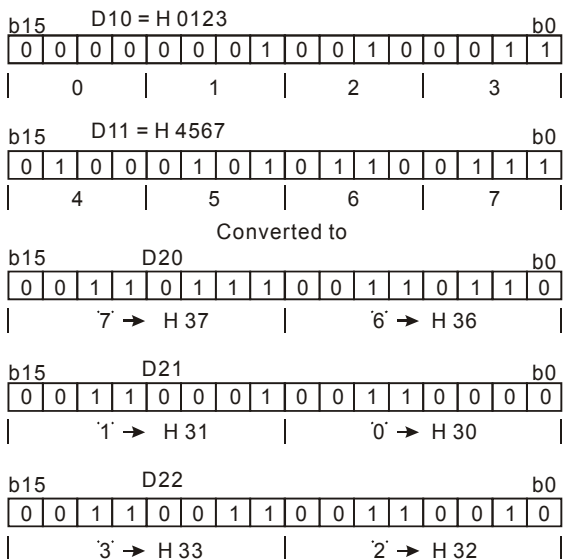 D10 = H 0123
b15 b0
0 0 0 0 0 0 0 1 0 0 1 0 0 0 1 1
0 1 2 3
D11 = H 4567
b15 b0
0 1 0 0 0 1 0 1 0 1 1 0 0 1 1 1
4 5 6 7
Converted to
b15 D20 b0
0 0 1 1 0 1 1 1 0 0 1 1 0 1 1 0
'7' → H 37 '6' → H 36
b15 D21 b0
0 0 1 1 0 0 0 1 0 0 1 1 0 0 0 0
'1' → H 31 '0' → H 30
b15 D22 b0
0 0 1 1 0 0 1 1 0 0 1 1 0 0 1 0
'3' → H 33 '2' → H 32